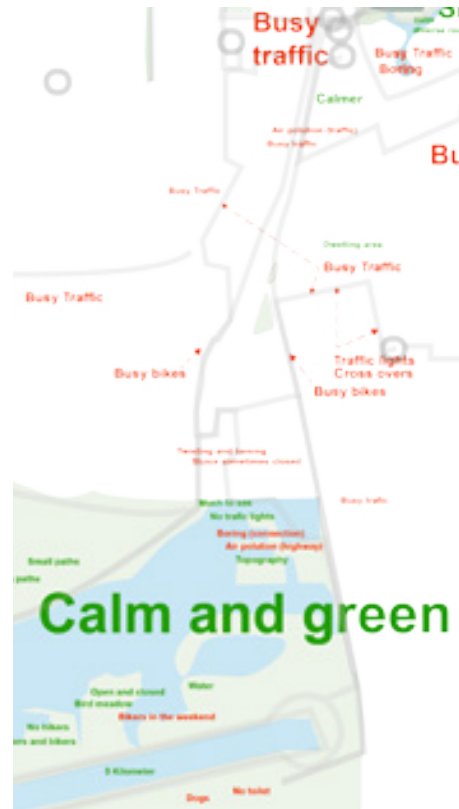 Busy
traffic
Busy Traffic
Boring
Calmer
Air polution (traffic)
Busy traffic
Bu
Busy Traffic
Dwelling area
Busy Traffic
Busy Traffic
Busy bikes
Traffic lights
Cross overs
Busy bikes
Busy trafic
Much to see
No trafic lights
Boring (connection)
Air polution (highway)
Topography
Small paths
paths
Calm and green
Water
Open and closed
Bird meadow
Bikers in the weekend
No hikers
ers and bikers
5 Kilometer
No toilet
Dogs